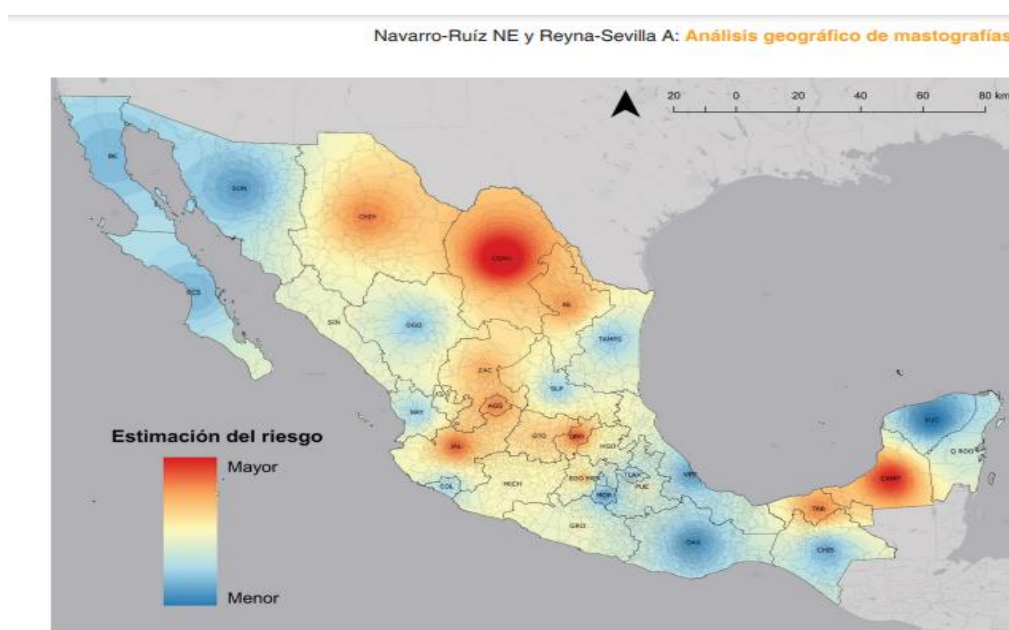 Navarro-Ruíz NE y Reyna-Sevilla A: Análisis geográfico de mastografías
20 0 20 40 60 80 km
BC
SON
CHIH
COAH
BCS
NL
SIN
DGO
TAMPS
ZAC
SLP
NAY
AGS
Estimación del riesgo
Mayor
Menor
JAL
GTO
QRO
HGO
YUC
Q ROO
COL
MICH
EDO MEX
TLAX
VER
CAMP
MOR
PUE
TAB
GRO
OAX
CHIS